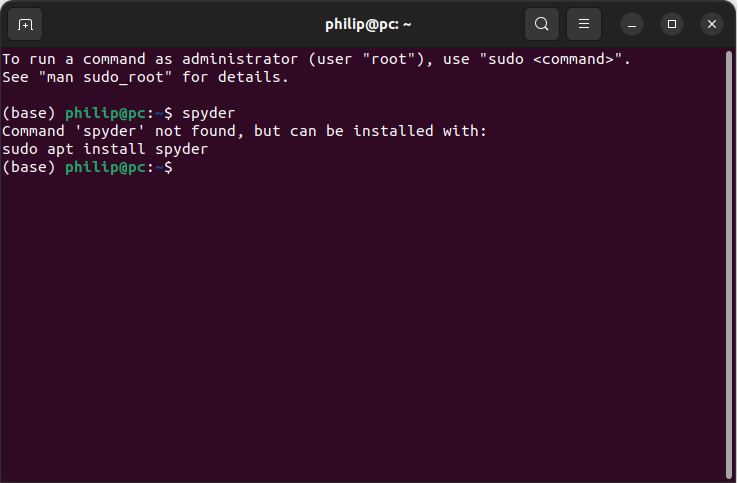 philip@pc: ~
To run a command as administrator (user "root"), use "sudo <command>".
See "man sudo_root" for details.
(base) philip@pc:~$ spyder
Command 'spyder' not found, but can be installed with:
sudo apt install spyder
(base) philip@pc:~$